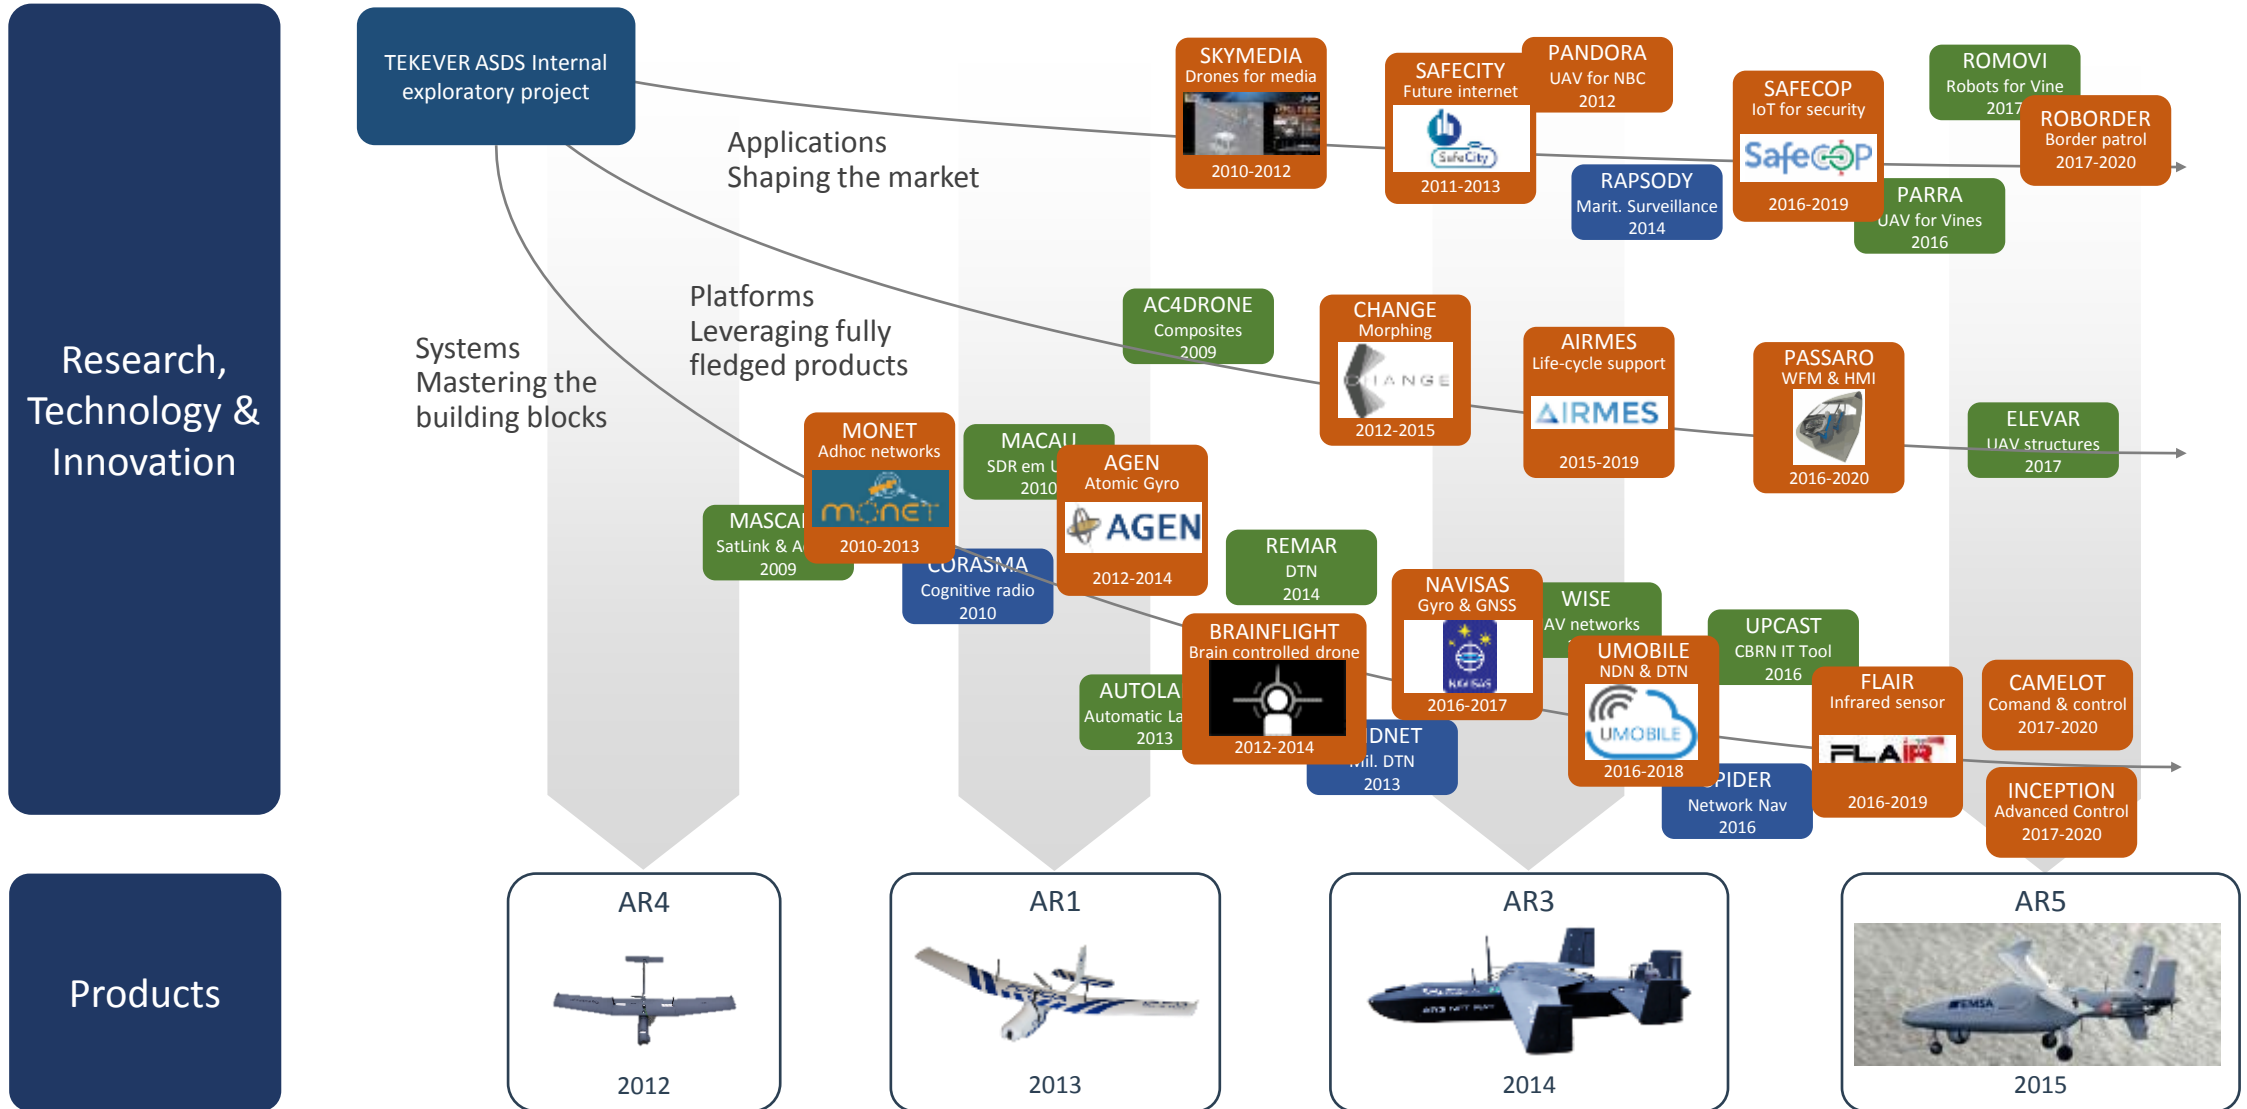 Research,
Technology &
Innovation
Products
TEKEVER ASDS Internal
exploratory project
Applications
Shaping the market
Platforms
Leveraging fully
fledged products
Systems
Mastering the
building blocks
SKYMEDIA
Drones for media
2010-2012
SAFECITY
Future internet
SafeCity
2011-2013
PANDORA
UAV for NBC
2012
RAPSODY
Marit. Surveillance
2014
SAFECOP
IoT for security
SafeCOP
2016-2019
PARRA
UAV for Vines
2016
ROMOVI
Robots for Vine
2017
ROBORDER
Border patrol
2017-2020
AC4DRONE
Composites
2009
CHANGE
Morphing
CHANGE
2012-2015
AIRMES
Life-cycle support
AIRMES
2015-2019
PASSARO
WFM & HMI
2016-2020
ELEVAR
UAV structures
2017
MASCA
SatLink & A
2009
MONET
Adhoc networks
monet
2010-2013
MACAU
SDR em U
2010
CORASMA
Cognitive radio
2010
AGEN
Atomic Gyro
AGEN
2012-2014
REMAR
DTN
2014
AUTOLA
Automatic La
2013
BRAINFLIGHT
Brain controlled drone
2012-2014
DNET
Mil. DTN
2013
NAVISAS
Gyro & GNSS
NAVISAS
2016-2017
WISE
AV networks
UMOBILE
NDN & DTN
UMOBILE
2016-2018
UPCAST
CBRN IT Tool
2016
PIDER
Network Nav
2016
FLAIR
Infrared sensor
FLAIR
2016-2019
CAMELOT
Comand & control
2017-2020
INCEPTION
Advanced Control
2017-2020
AR4
2012
AR1
2013
AR3
AR3 NET RAY
2014
AR5
EMSA
2015